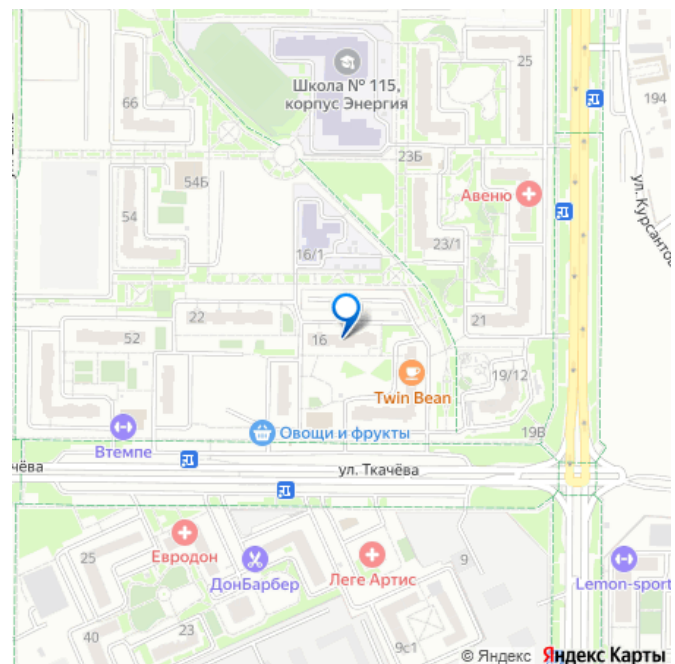 25
Школа № 115,
корпус Энергия
66
194
23Б
54Б
Авеню
ул. Курсантов
54
16/1
23/1
22
21
52
16
19/12
Twin Bean
Овощи и фрукты
19В
Втемпе
чёва
ул. Ткачёва
25
Евродон
ДонБарбер
Леге Артис
9
Lemon-sport
40
23
9с1
© Яндекс Яндекс Карты